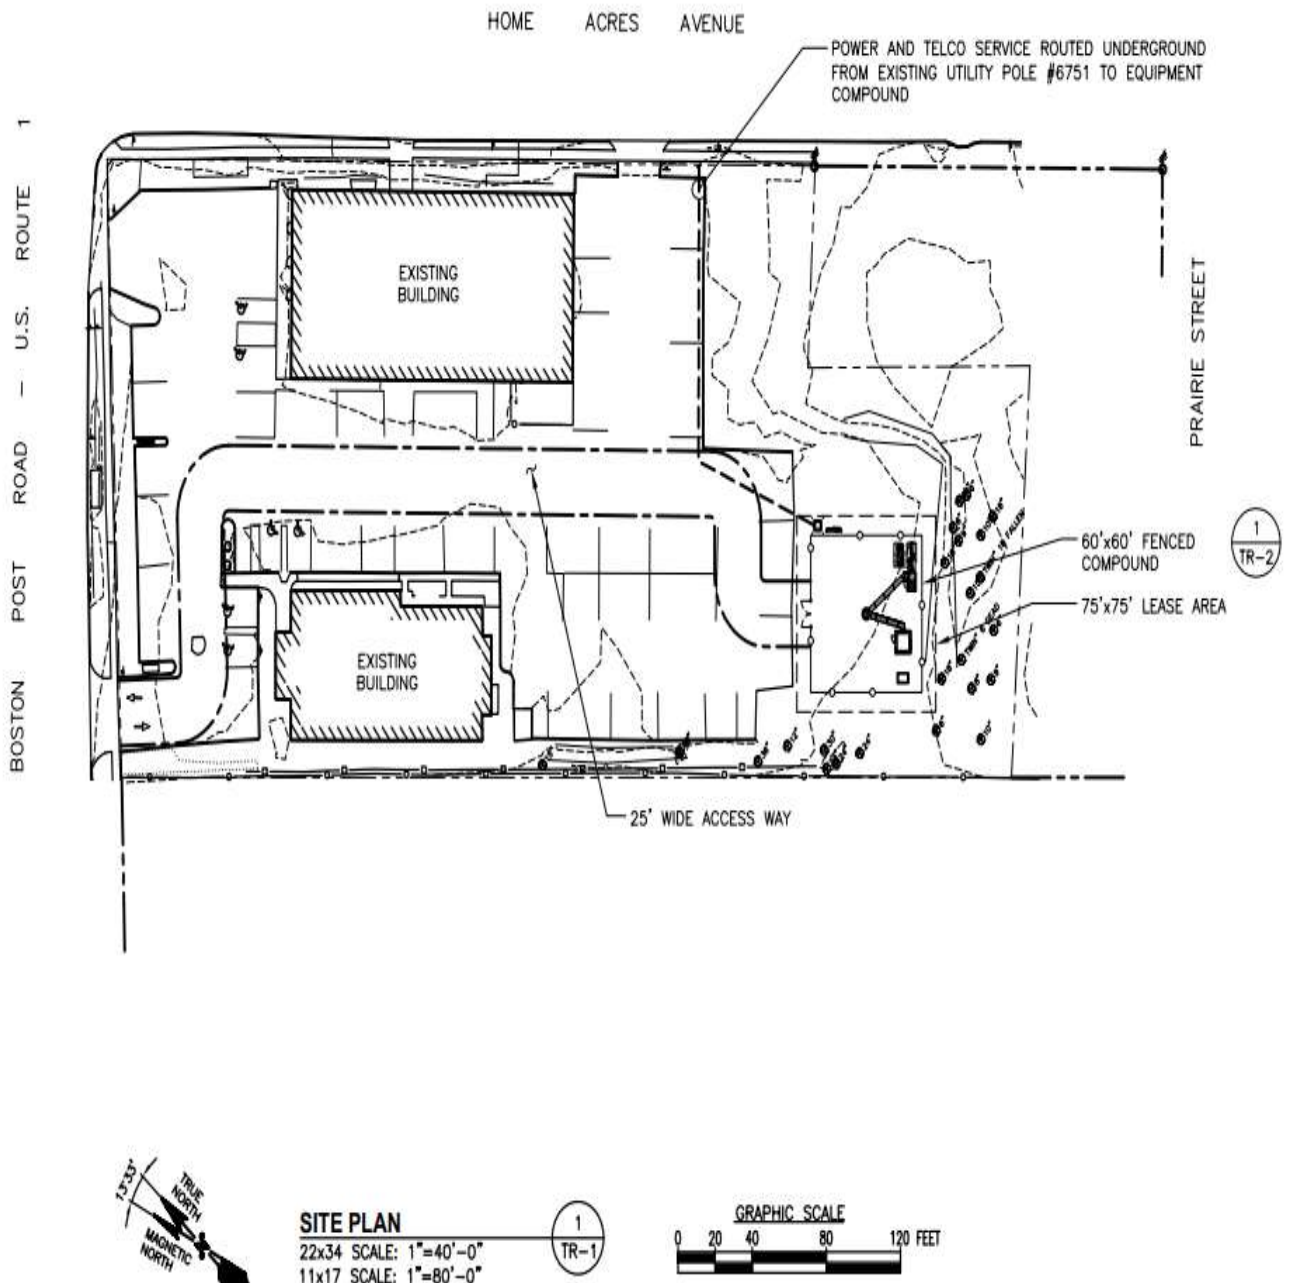 HOME ACRES AVENUE
POWER AND TELCO SERVICE ROUTED UNDERGROUND
FROM EXISTING UTILITY POLE #6751 TO EQUIPMENT
COMPOUND
BOSTON POST ROAD – U.S. ROUTE 1
EXISTING
BUILDING
PRAIRIE STREET
60'x60' FENCED
COMPOUND
1
TR-2
75'x75' LEASE AREA
EXISTING
BUILDING
25' WIDE ACCESS WAY
TRUE
NORTH
MAGNETIC
NORTH
SITE PLAN
22x34 SCALE: 1"=40'-0"
11x17 SCALE: 1"=80'-0"
1
TR-1
GRAPHIC SCALE
0 20 40 80 120 FEET